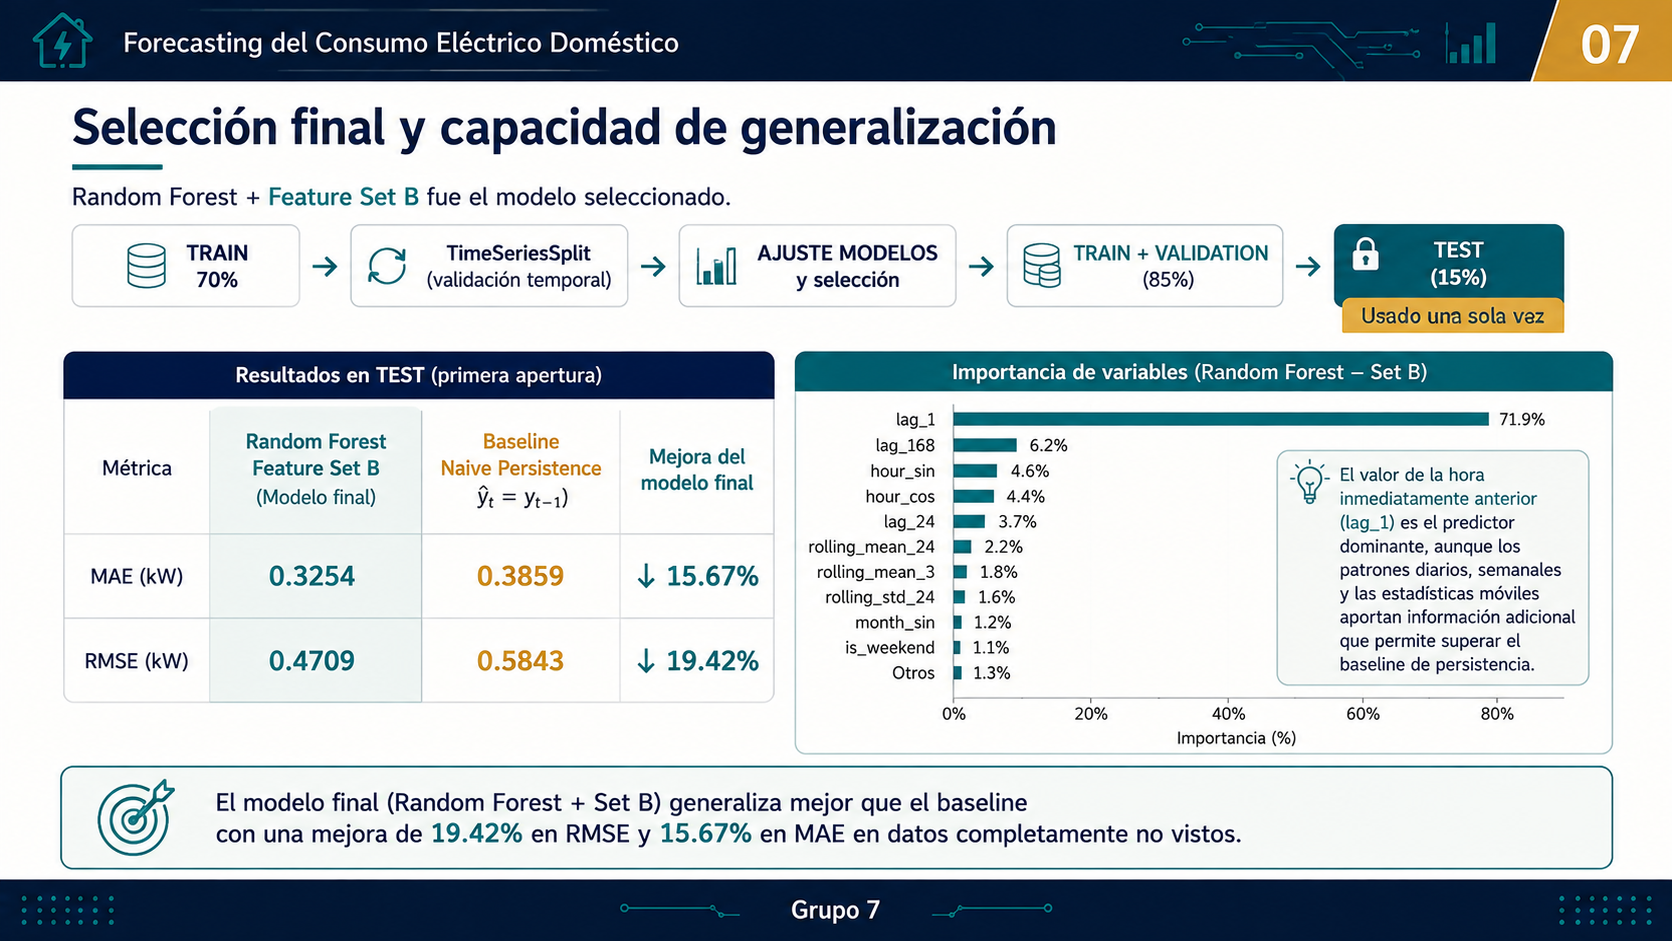 Forecasting del Consumo Eléctrico Doméstico
07
Selección final y capacidad de generalización
Random Forest + Feature Set B fue el modelo seleccionado.
TRAIN
70%
TimeSeriesSplit
(validación temporal)
AJUSTE MODELOS
y selección
TRAIN + VALIDATION
(85%)
TEST
(15%)
Usado una sola vez
Resultados en TEST (primera apertura)
Métrica
Random Forest
Feature Set B
(Modelo final)
Baseline
Naive Persistence
ŷₜ = yₜ₋₁)
Mejora del
modelo final
MAE (kW)
0.3254
0.3859
↓ 15.67%
RMSE (kW)
0.4709
0.5843
↓ 19.42%
Importancia de variables (Random Forest – Set B)
lag_1 71.9%
lag_168 6.2%
hour_sin 4.6%
hour_cos 4.4%
lag_24 3.7%
rolling_mean_24 2.2%
rolling_mean_3 1.8%
rolling_std_24 1.6%
month_sin 1.2%
is_weekend 1.1%
Otros 1.3%
0% 20% 40% 60% 80%
Importancia (%)
El valor de la hora
inmediatamente anterior
(lag_1) es el predictor
dominante, aunque los
patrones diarios, semanales
y las estadísticas móviles
aportan información adicional
que permite superar el
baseline de persistencia.
El modelo final (Random Forest + Set B) generaliza mejor que el baseline
con una mejora de 19.42% en RMSE y 15.67% en MAE en datos completamente no vistos.
Grupo 7